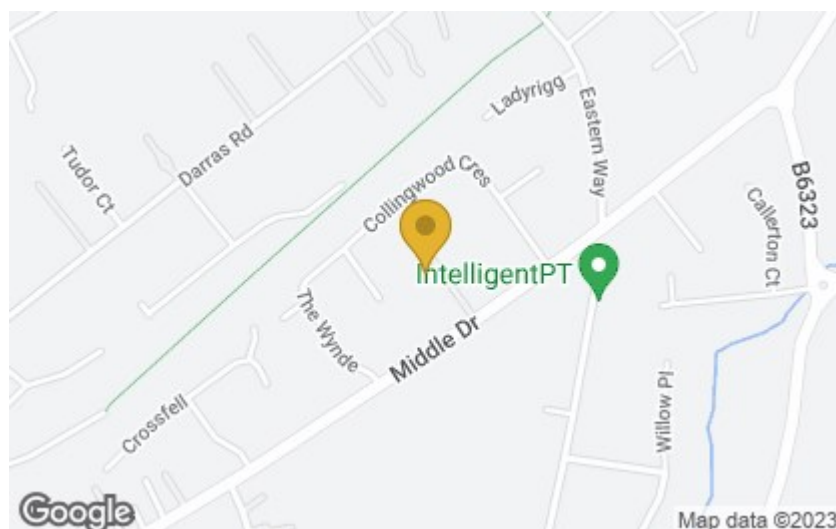 Ladyrigg
Eastern Way
Darras Rd
Tudor Ct
Collingwood Cres
B6323
Callerton Ct
IntelligentPT
The Wynde
Middle Dr
Willow Pl
Crossfell
Google
Map data ©2023